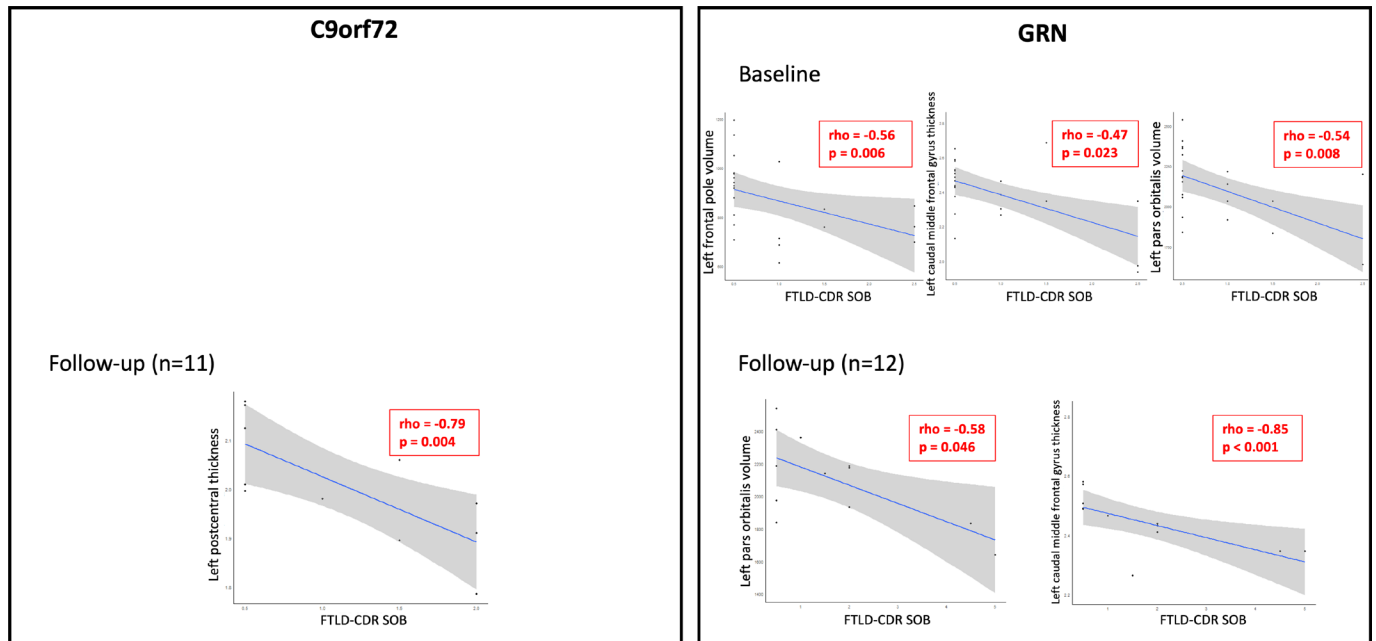 C9orf72
GRN
Baseline
rho = -0.56
p = 0.006
Left frontal pole volume
FTLD-CDR SOB
rho = -0.47
p = 0.023
Left caudal middle frontal gyrus thickness
FTLD-CDR SOB
rho = -0.54
p = 0.008
Left pars orbitalis volume
FTLD-CDR SOB
Follow-up (n=11)
rho = -0.79
p = 0.004
Left postcentral thickness
FTLD-CDR SOB
Follow-up (n=12)
rho = -0.58
p = 0.046
Left pars orbitalis volume
FTLD-CDR SOB
rho = -0.85
p < 0.001
Left caudal middle frontal gyrus thickness
FTLD-CDR SOB